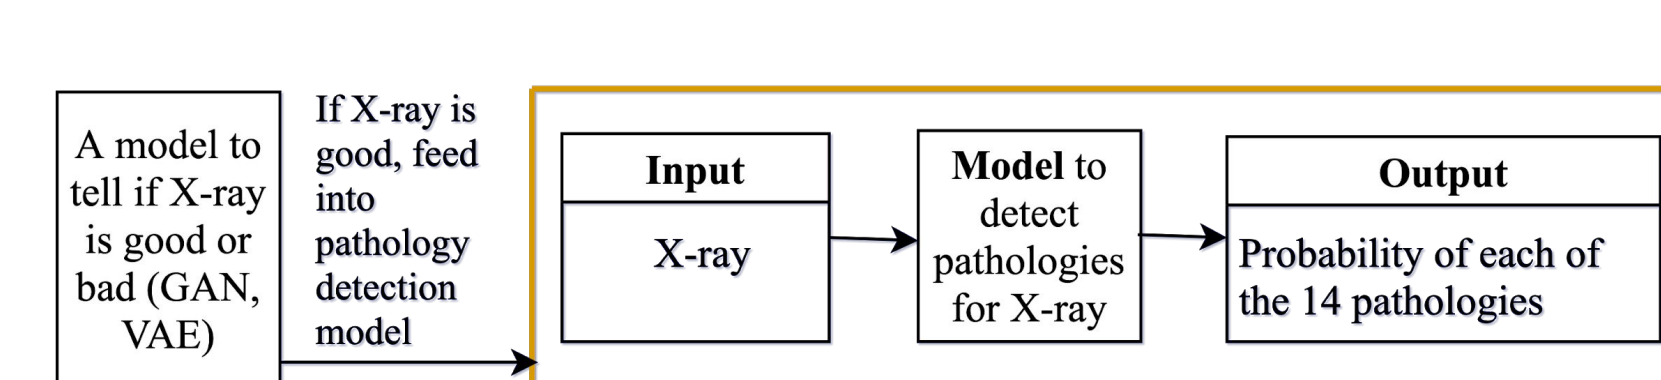 A model to
tell if X-ray
is good or
bad (GAN,
VAE)
If X-ray is
good, feed
into
pathology
detection
model
Input
X-ray
Model to
detect
pathologies
for X-ray
Output
Probability of each of
the 14 pathologies